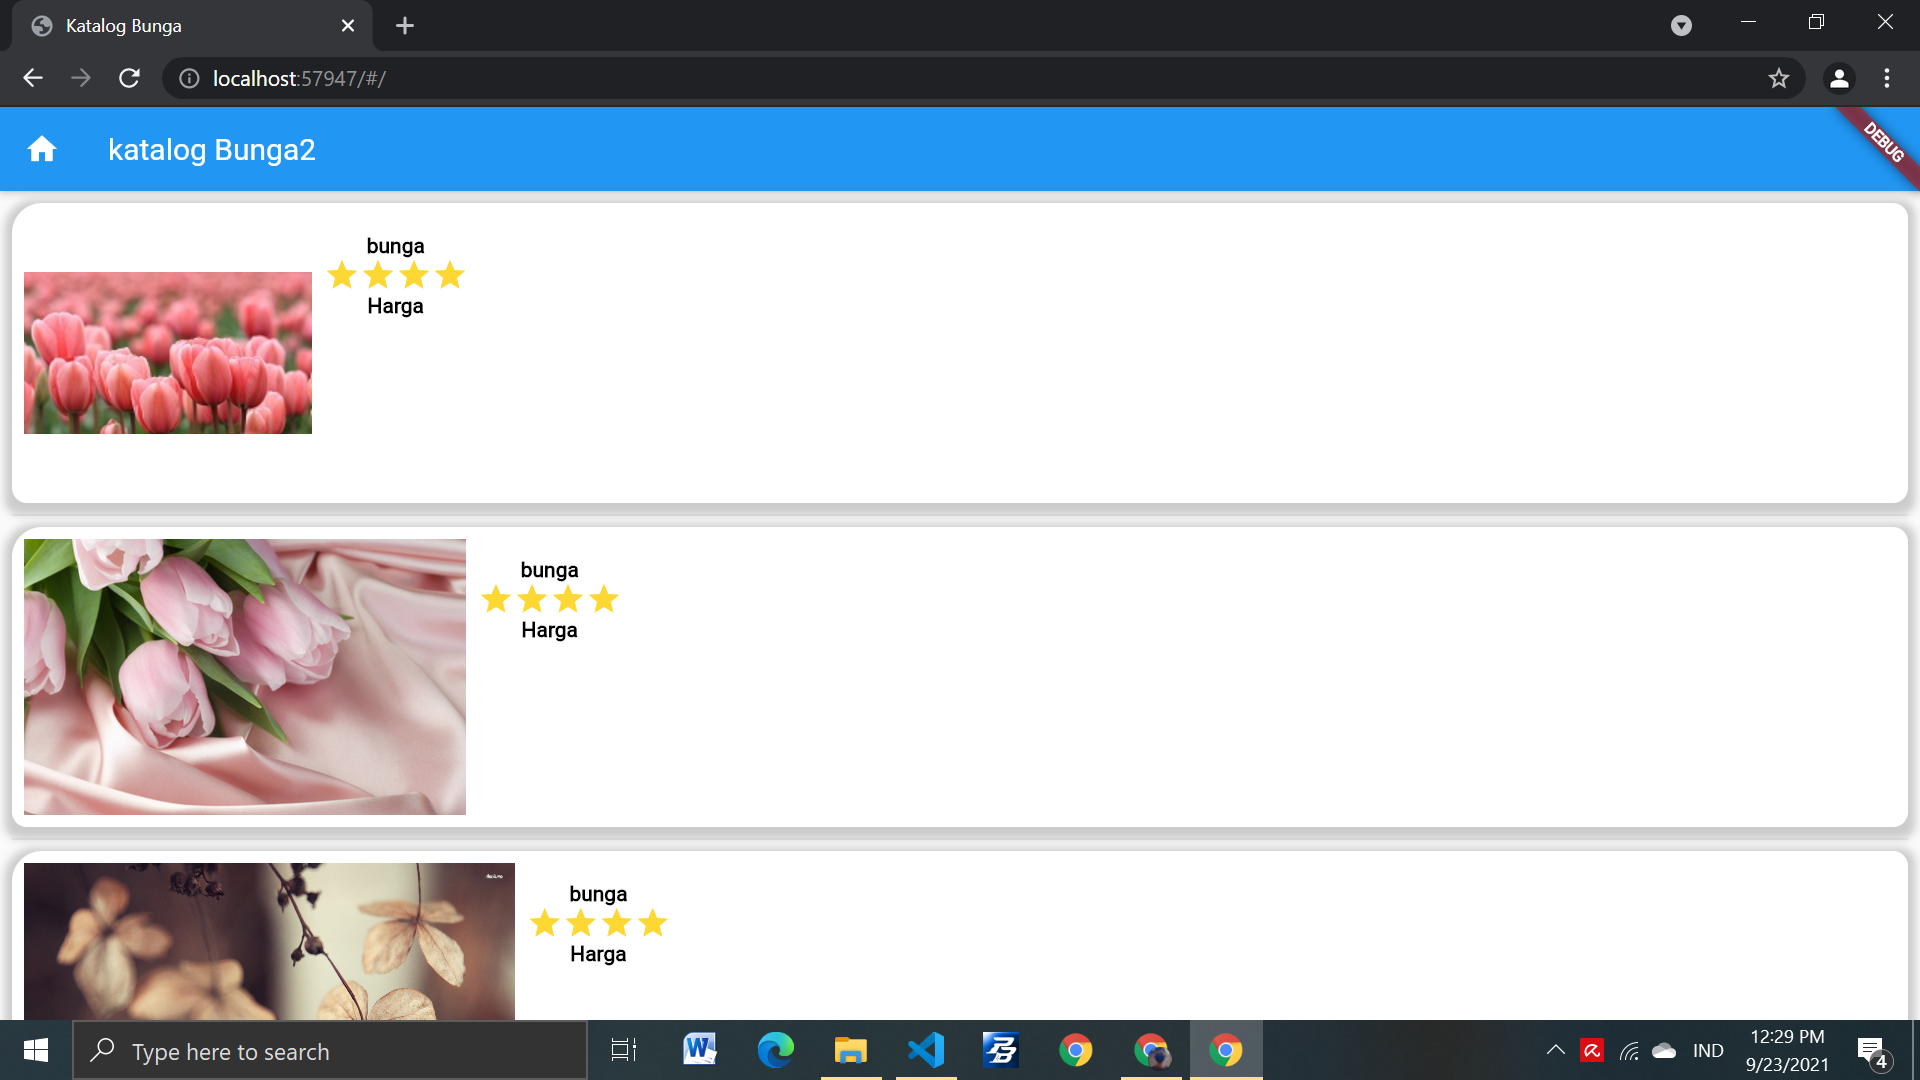 Katalog Bunga
localhost:57947/#/
katalog Bunga2
DEBUG
bunga
Harga
bunga
Harga
bunga
Harga
Type here to search
IND
12:29 PM
9/23/2021
4